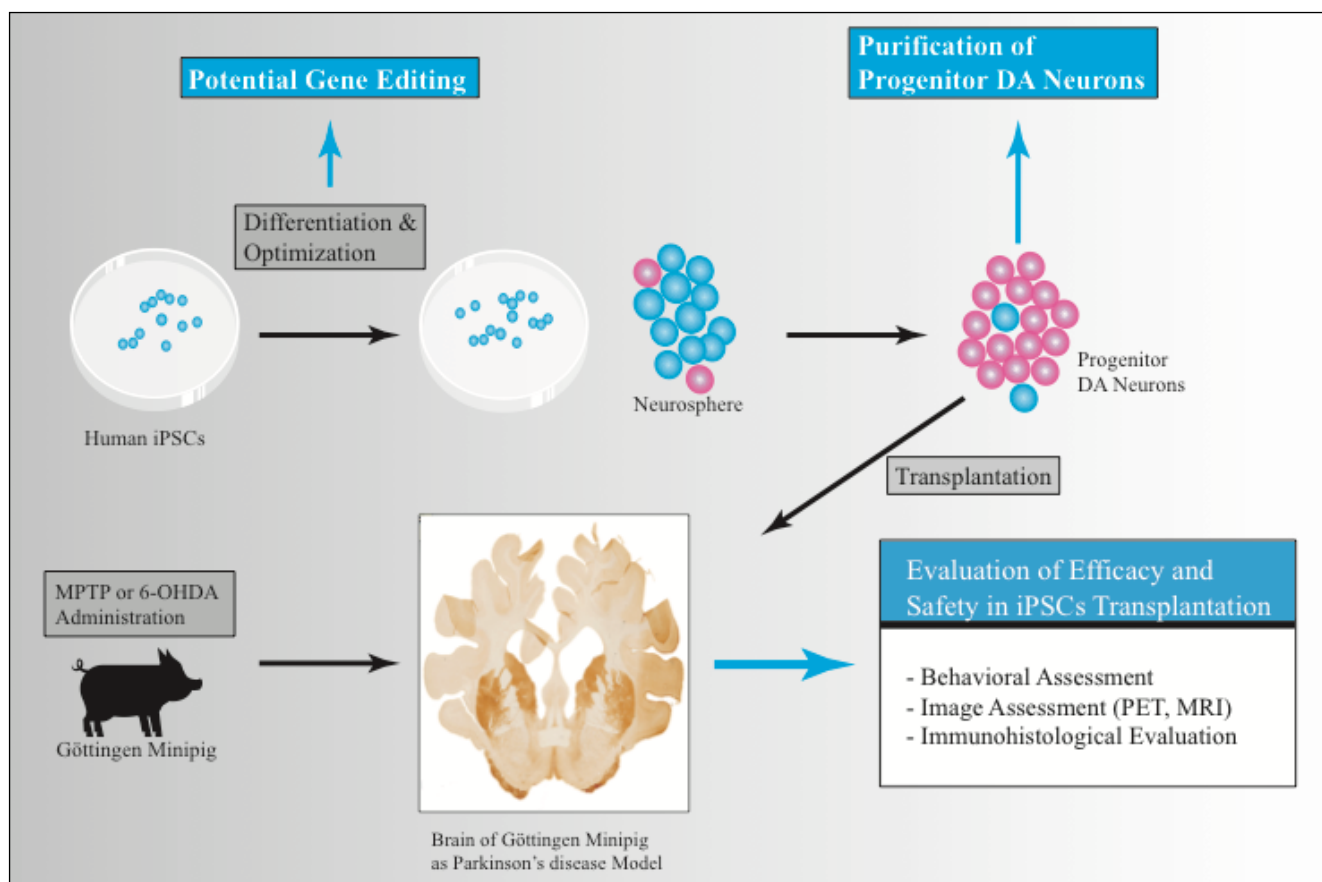 Potential Gene Editing
Purification of
Progenitor DA Neurons
Differentiation &
Optimization
Human iPSCs
Neurosphere
Progenitor
DA Neurons
Transplantation
MPTP or 6-OHDA
Administration
Göttingen Minipig
Brain of Göttingen Minipig
as Parkinson's disease Model
Evaluation of Efficacy and
Safety in iPSCs Transplantation
- Behavioral Assessment
- Image Assessment (PET, MRI)
- Immunohistological Evaluation